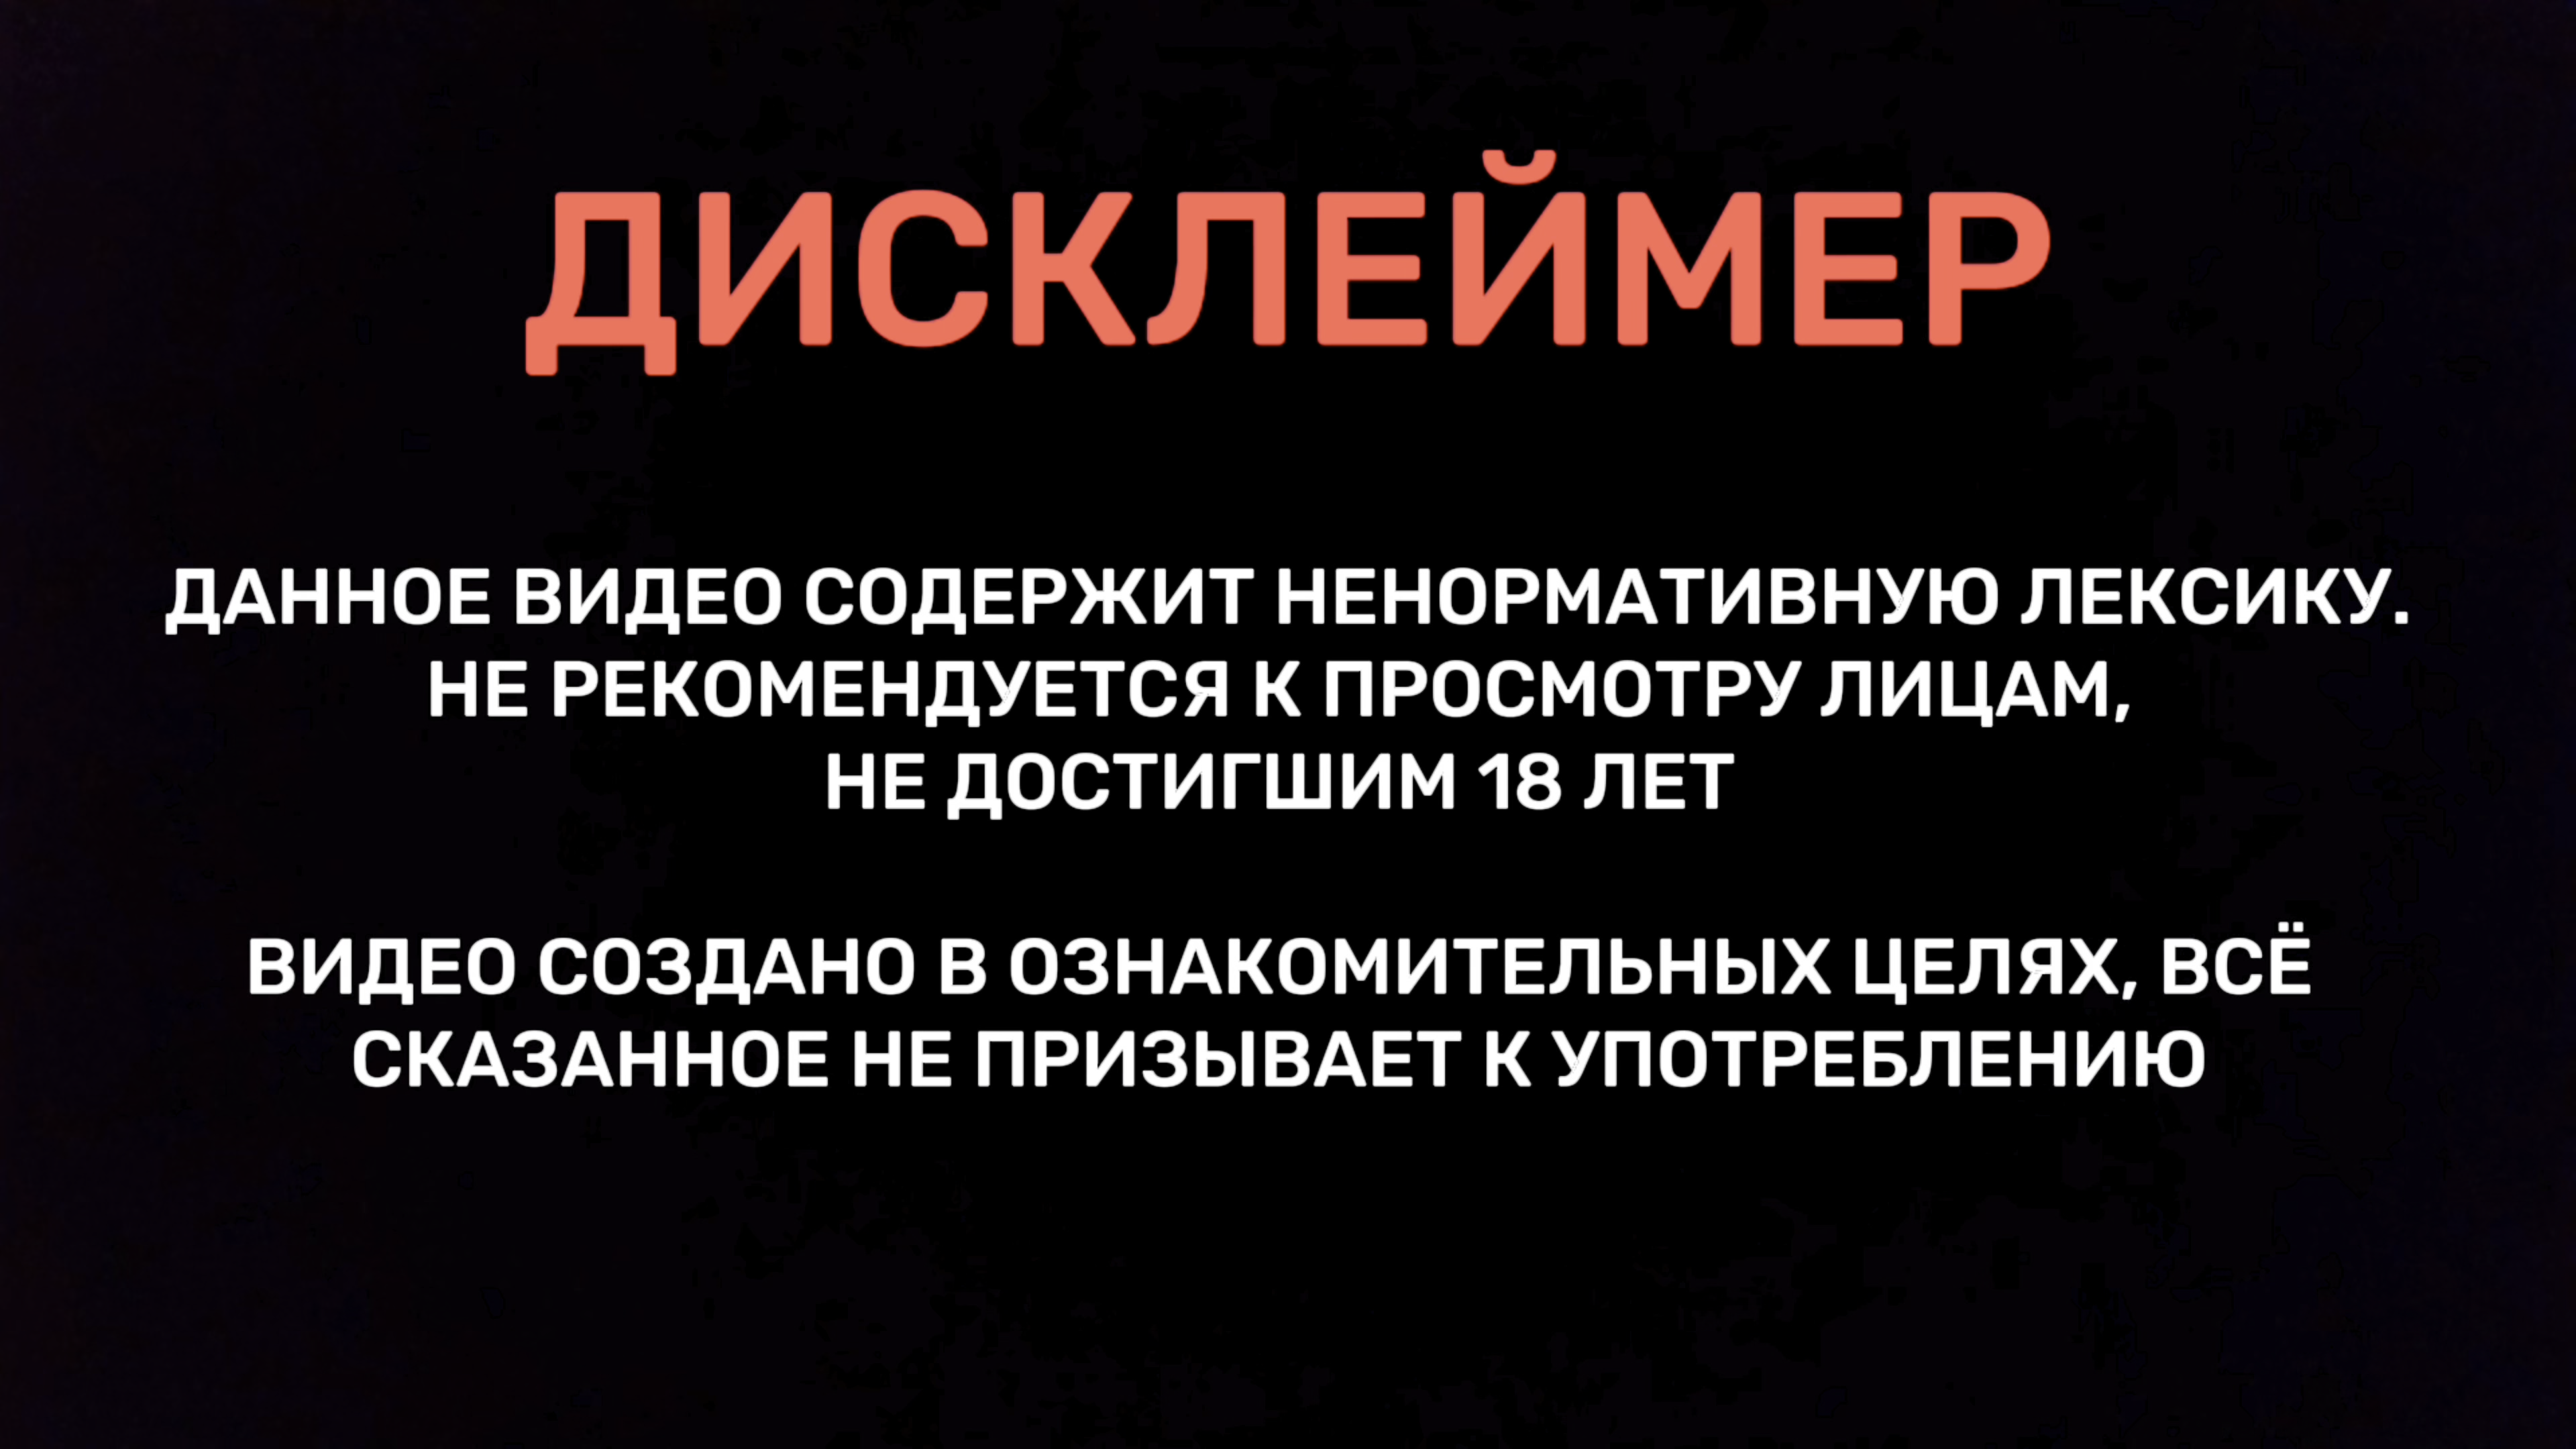 ДИСКЛЕЙМЕР
ДАННОЕ ВИДЕО СОДЕРЖИТ НЕНОРМАТИВНУЮ ЛЕКСИКУ.
НЕ РЕКОМЕНДУЕТСЯ К ПРОСМОТРУ ЛИЦАМ,
НЕ ДОСТИГШИМ 18 ЛЕТ
ВИДЕО СОЗДАНО В ОЗНАКОМИТЕЛЬНЫХ ЦЕЛЯХ, ВСЁ
СКАЗАННОЕ НЕ ПРИЗЫВАЕТ К УПОТРЕБЛЕНИЮ